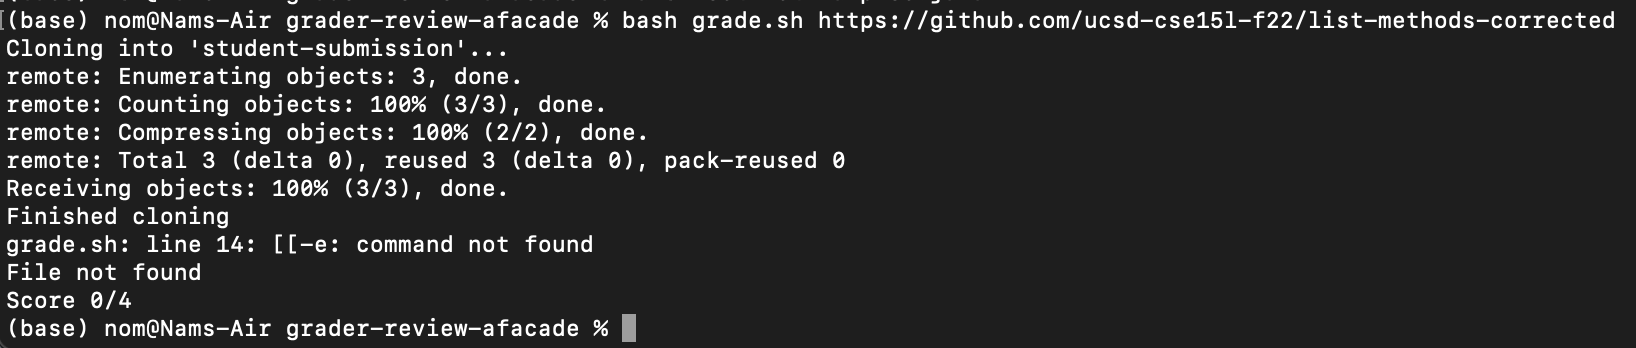 (base) nom@Nams-Air grader-review-afacade % bash grade.sh https://github.com/ucsd-cse15l-f22/list-methods-corrected
Cloning into 'student-submission'...
remote: Enumerating objects: 3, done.
remote: Counting objects: 100% (3/3), done.
remote: Compressing objects: 100% (2/2), done.
remote: Total 3 (delta 0), reused 3 (delta 0), pack-reused 0
Receiving objects: 100% (3/3), done.
Finished cloning
grade.sh: line 14: [[-e: command not found
File not found
Score 0/4
(base) nom@Nams-Air grader-review-afacade %